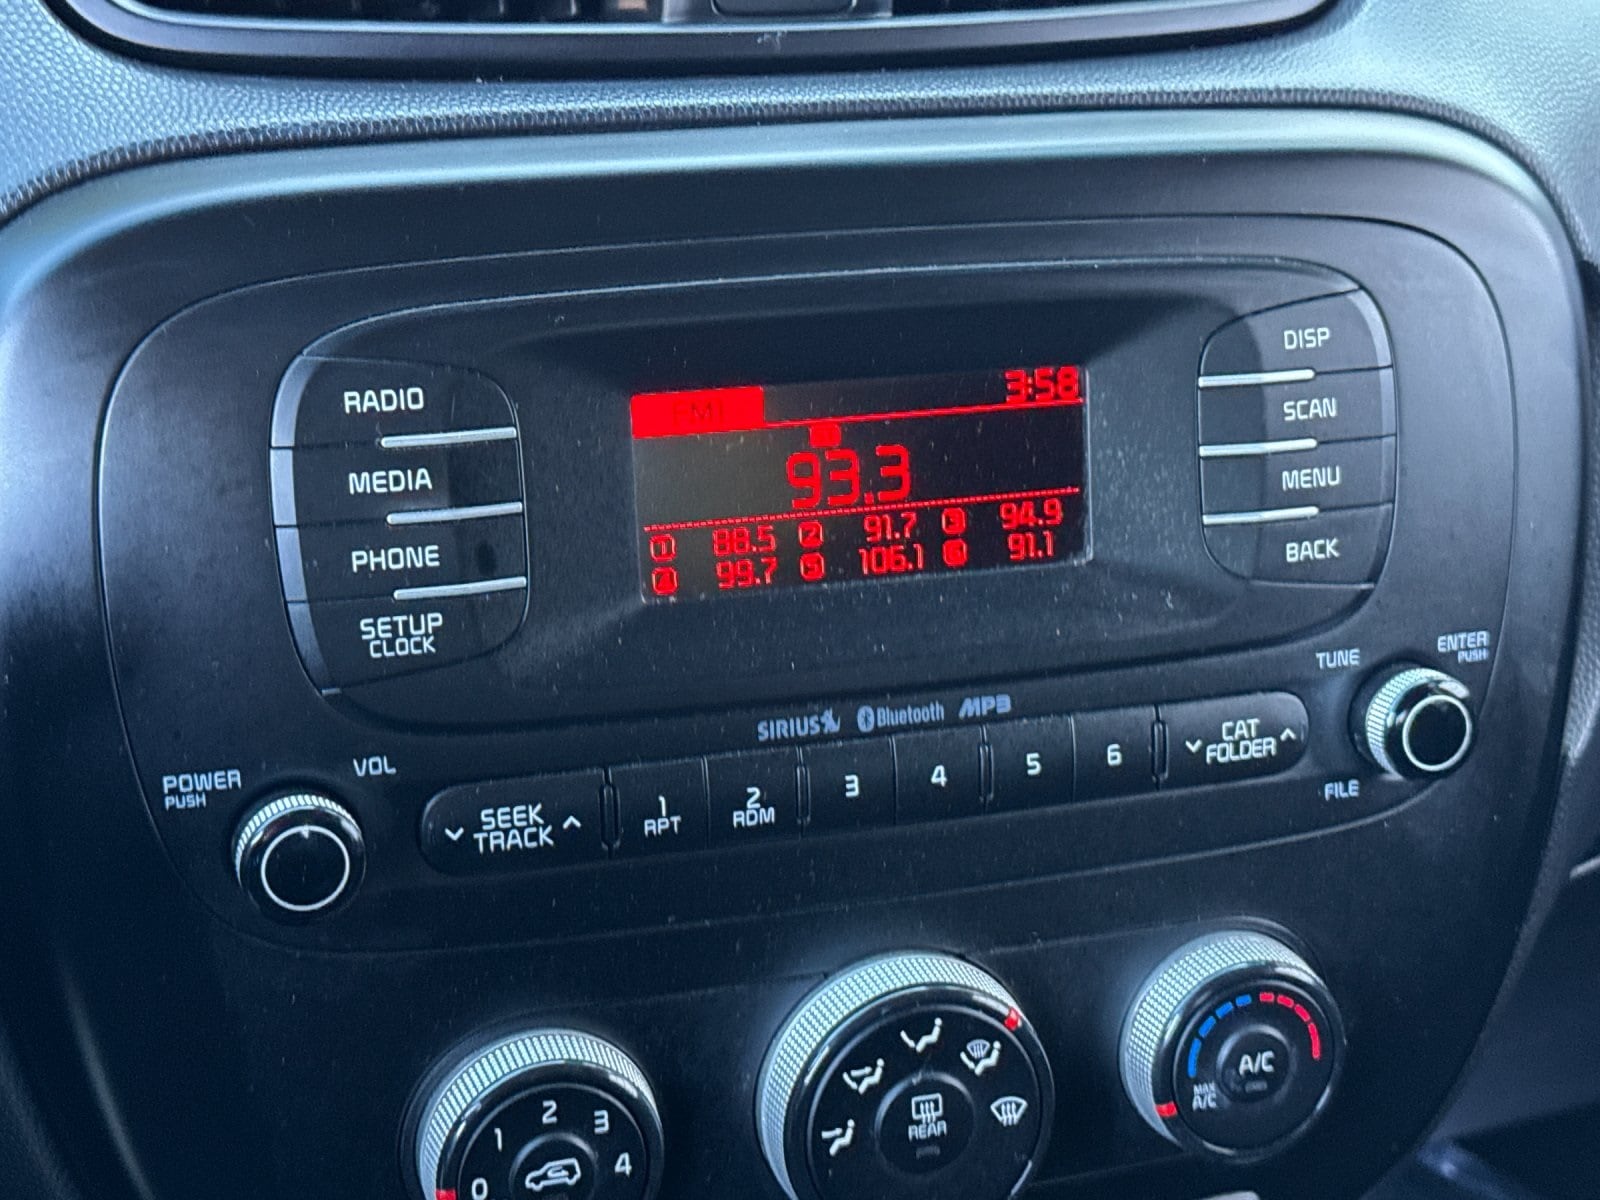 FM1 3:58
93.3
1 88.5 2 91.7 3 94.9
4 99.7 5 106.1 6 91.1
RADIO
MEDIA
PHONE
SETUP
CLOCK
DISP
SCAN
MENU
BACK
SIRIUS Bluetooth MP3
POWER
PUSH
VOL
SEEK
TRACK
1
RPT
2
RDM
3
4
5
6
CAT
FOLDER
TUNE
ENTER
PUSH
FILE
0 1 2 3 4
REAR
MAX
A/C
A/C